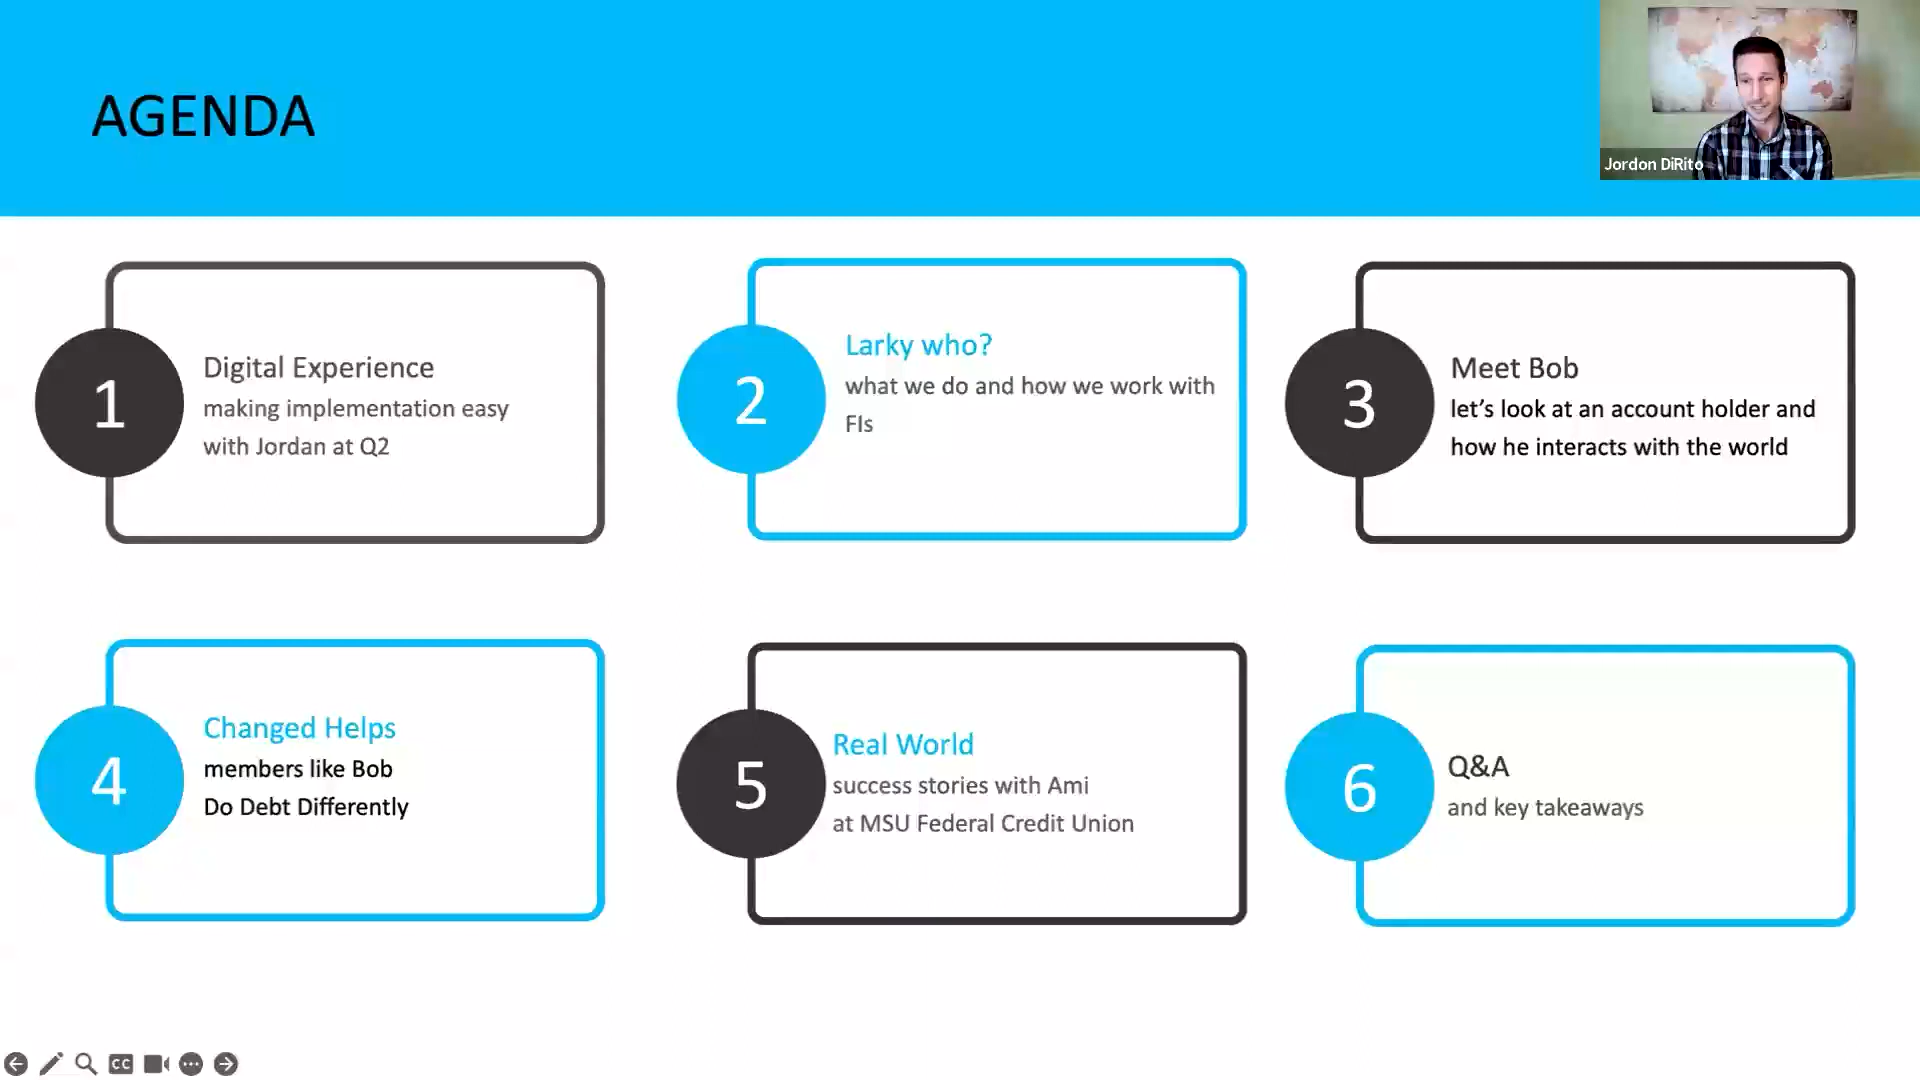 AGENDA
Jordon DiRito
1
Digital Experience
making implementation easy
with Jordan at Q2
2
Larky who?
what we do and how we work with
FIs
3
Meet Bob
let's look at an account holder and
how he interacts with the world
4
Changed Helps
members like Bob
Do Debt Differently
5
Real World
success stories with Ami
at MSU Federal Credit Union
6
Q&A
and key takeaways
CC